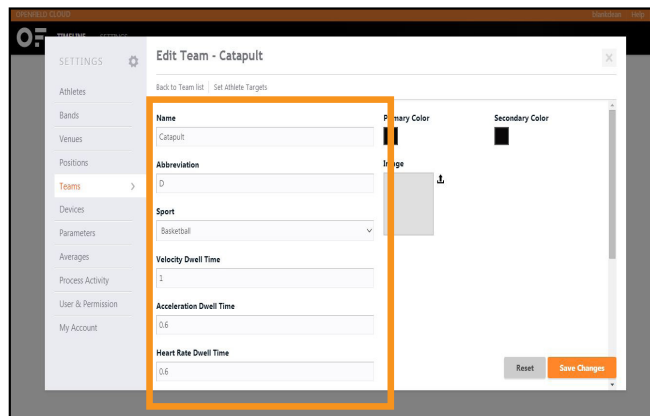 OPENFIELD CLOUD
Help
OF TIMELINE SETTINGS
SETTINGS
Edit Team - Catapult
X
Back to Team list | Set Athlete Targets
Athletes
Bands
Venues
Positions
Teams >
Devices
Parameters
Averages
Process Activity
User & Permission
My Account
Name
Catapult
Abbreviation
D
Sport
Basketball
Velocity Dwell Time
1
Acceleration Dwell Time
0.6
Heart Rate Dwell Time
0.6
Primary Color
Secondary Color
Image
Reset
Save Changes